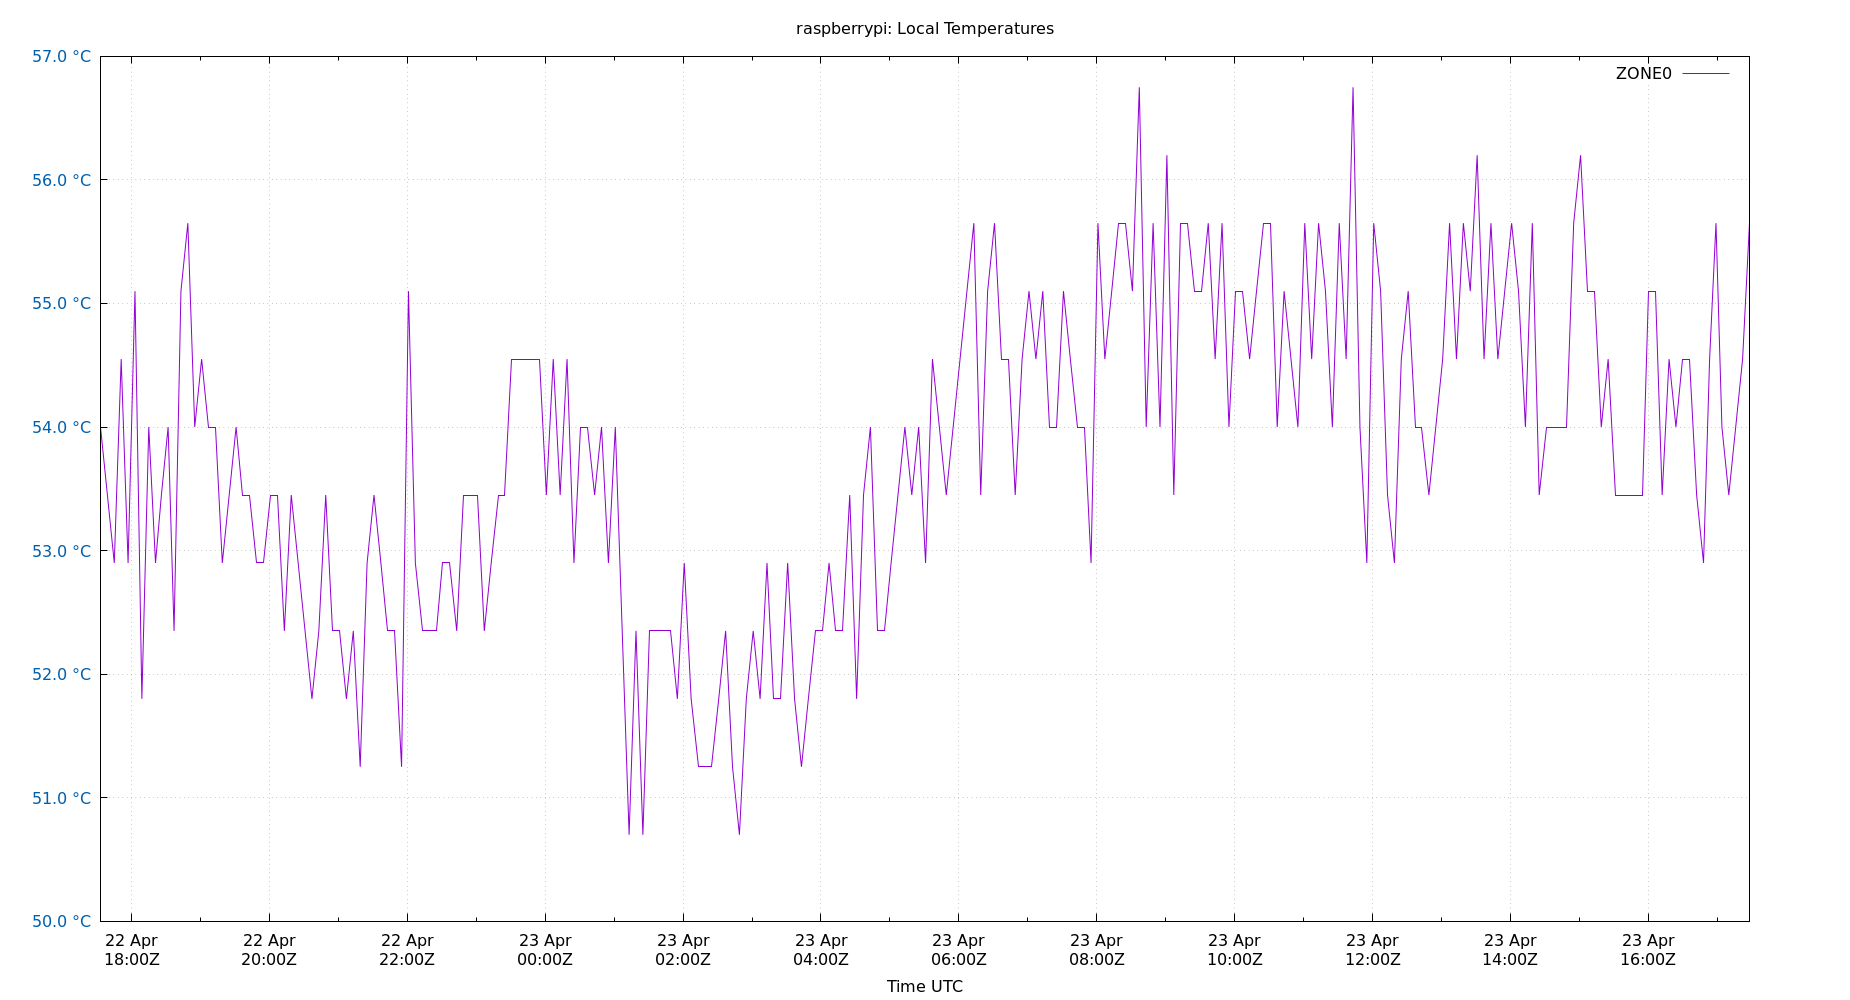 raspberrypi: Local Temperatures
57.0 °C
ZONE0
56.0 °C
55.0 °C
54.0 °C
53.0 °C
52.0 °C
51.0 °C
50.0 °C
22 Apr 22 Apr 22 Apr 23 Apr 23 Apr 23 Apr 23 Apr 23 Apr 23 Apr 23 Apr 23 Apr 23 Apr
18:00Z 20:00Z 22:00Z 00:00Z 02:00Z 04:00Z 06:00Z 08:00Z 10:00Z 12:00Z 14:00Z 16:00Z
Time UTC